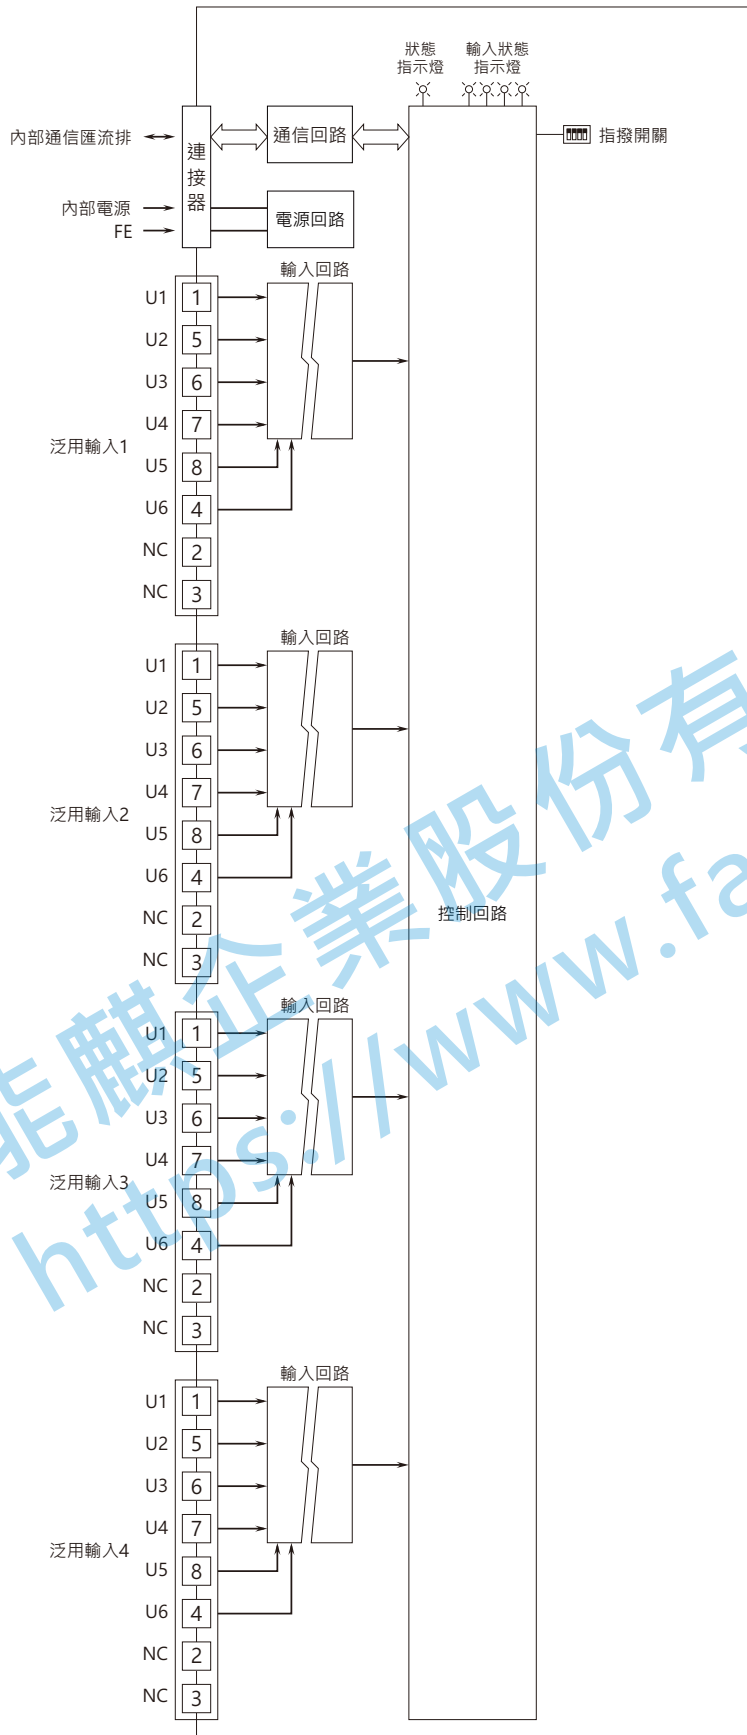 狀態
指示燈
輸入狀態
指示燈
內部通信匯流排
連接器
通信回路
指撥開關
內部電源
FE
電源回路
輸入回路
泛用輸入1
U1 1
U2 5
U3 6
U4 7
U5 8
U6 4
NC 2
NC 3
輸入回路
泛用輸入2
U1 1
U2 5
U3 6
U4 7
U5 8
U6 4
NC 2
NC 3
控制回路
輸入回路
泛用輸入3
U1 1
U2 5
U3 6
U4 7
U5 8
U6 4
NC 2
NC 3
輸入回路
泛用輸入4
U1 1
U2 5
U3 6
U4 7
U5 8
U6 4
NC 2
NC 3
能麒企業股份有
https://www.fa